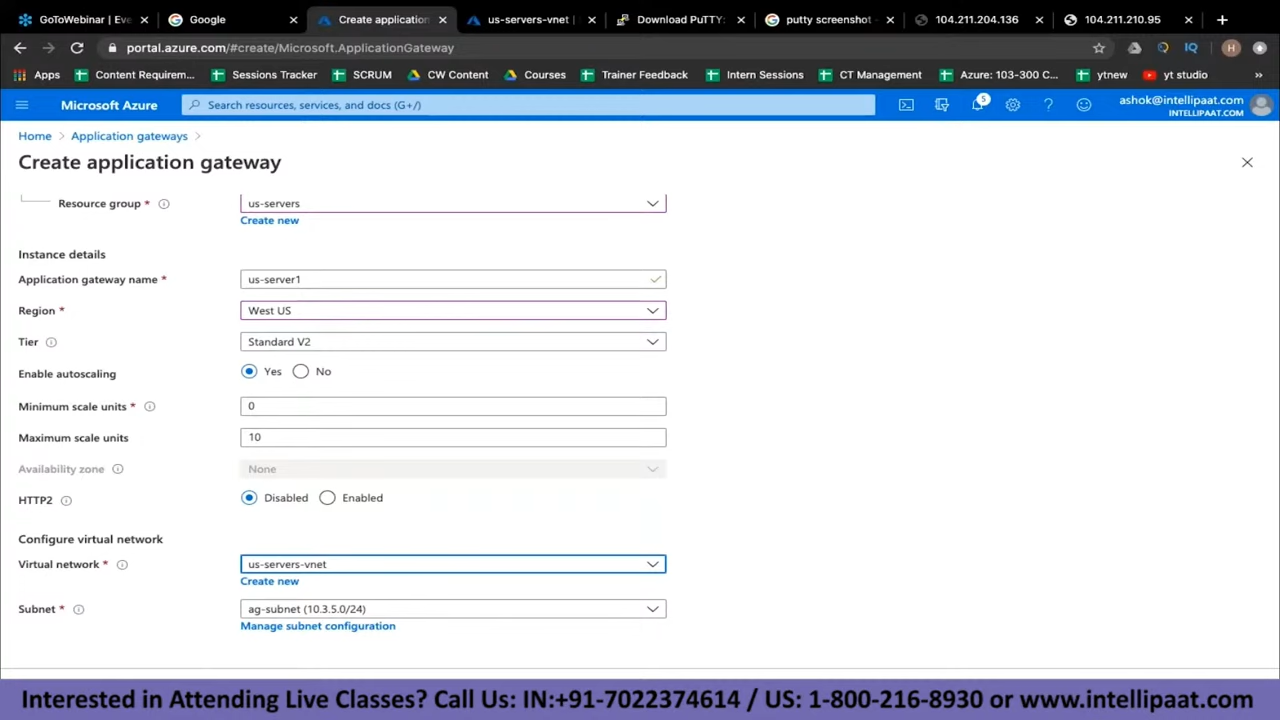 GoToWebinar | Eve
Google
Create application
us-servers-vnet |
Download PuTTY:
putty screenshot -
104.211.204.136
104.211.210.95
portal.azure.com/#create/Microsoft.ApplicationGateway
H
Apps
Content Requirem...
Sessions Tracker
SCRUM
CW Content
Courses
Trainer Feedback
Intern Sessions
CT Management
Azure: 103-300 C...
ytnew
yt studio
»
Microsoft Azure
Search resources, services, and docs (G+/)
5
ashok@intellipaat.com
INTELLIPAAT.COM
Home > Application gateways >
Create application gateway
Resource group *
us-servers
Create new
Instance details
Application gateway name *
us-server1
Region *
West US
Tier
Standard V2
Enable autoscaling
Yes
No
Minimum scale units *
0
Maximum scale units
10
Availability zone
None
HTTP2
Disabled
Enabled
Configure virtual network
Virtual network *
us-servers-vnet
Create new
Subnet *
ag-subnet (10.3.5.0/24)
Manage subnet configuration
Interested in Attending Live Classes? Call Us: IN:+91-7022374614 / US: 1-800-216-8930 or www.intellipaat.com